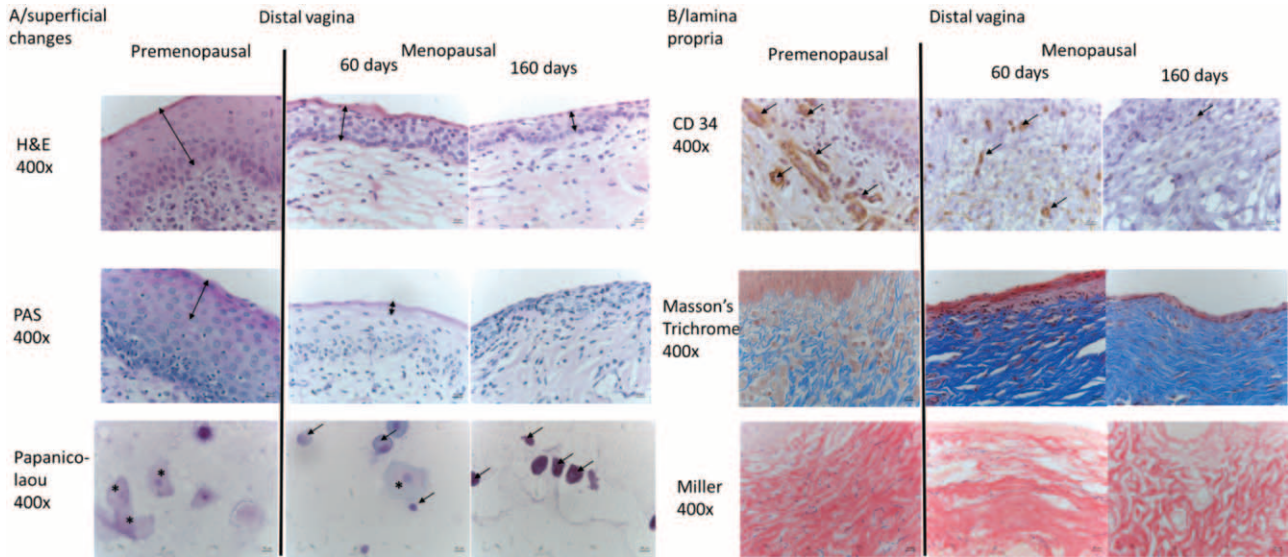 A/superficial
changes
Distal vagina
Premenopausal
Menopausal
60 days
160 days
H&E
400x
PAS
400x
Papanico-
laou
400x
*
*
*
*
B/lamina
propria
Distal vagina
Premenopausal
Menopausal
60 days
160 days
CD 34
400x
Masson's
Trichrome
400x
Miller
400x